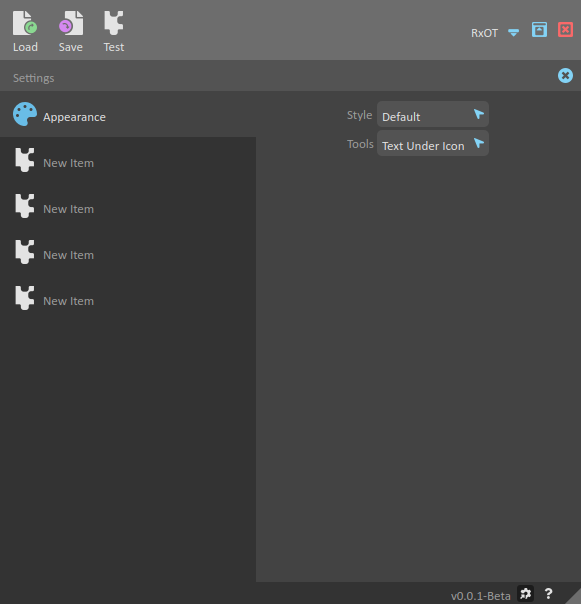 RxOT
Load Save Test
Settings
Appearance
Style Default
Tools Text Under Icon
New Item
New Item
New Item
New Item
v0.0.1-Beta ?